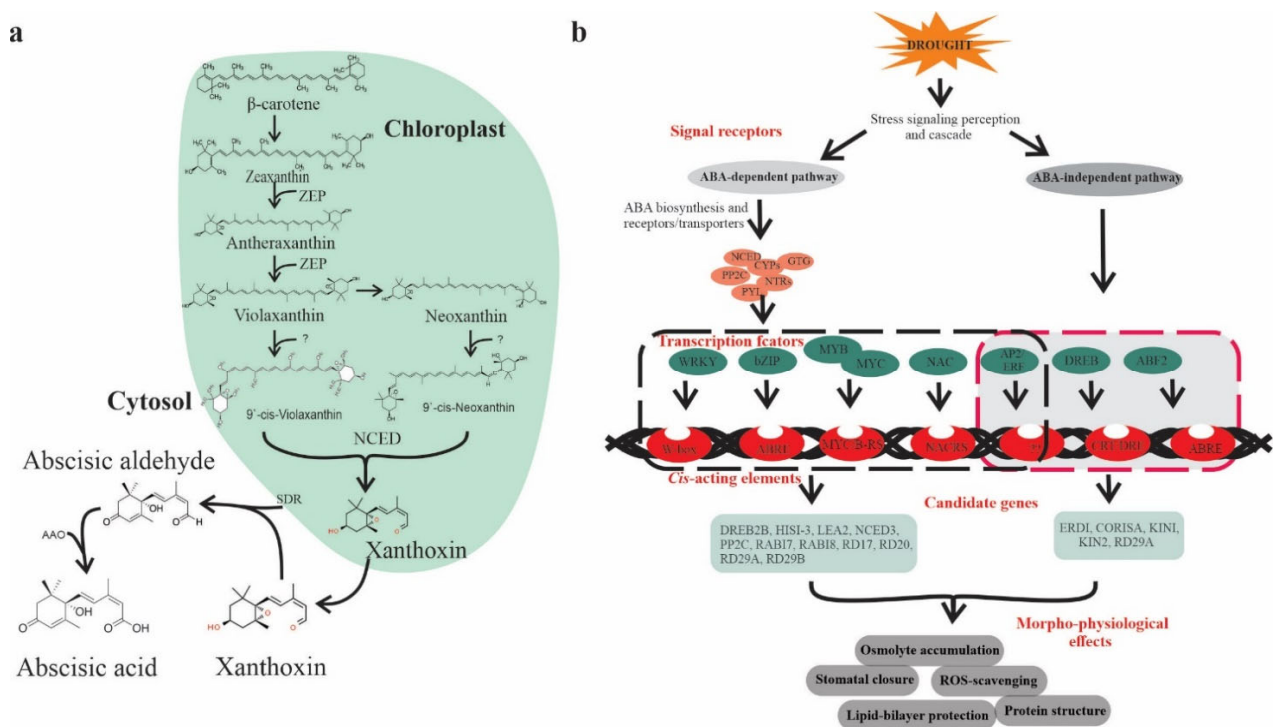 a
β-carotene
Chloroplast
Zeaxanthin
ZEP
Antheraxanthin
ZEP
Violaxanthin
Neoxanthin
?
?
9`-cis-Violaxanthin
9`-cis-Neoxanthin
Cytosol
NCED
Abscisic aldehyde
SDR
Xanthoxin
AAO
Abscisic acid
Xanthoxin
b
DROUGHT
Stress signaling perception
and cascade
Signal receptors
ABA-dependent pathway
ABA-independent pathway
ABA biosynthesis and
receptors/transporters
NCED
CYPs
GTG
PP2C
NTRs
PYL
Transcription fcators
WRKY
bZIP
MYB
MYC
NAC
AP2/
ERF
DREB
ABF2
W-box
ABRE
MYC B-RS
NACRS
CRT DRE
ABRE
Cis-acting elements
Candidate genes
DREB2B, HISI-3, LEA2, NCED3,
PP2C, RABI7, RABI8, RD17, RD20,
RD29A, RD29B
ERDI, CORISA, KINI,
KIN2, RD29A
Morpho-physiological
effects
Osmolyte accumulation
Stomatal closure
ROS-scavenging
Lipid-bilayer protection
Protein structure